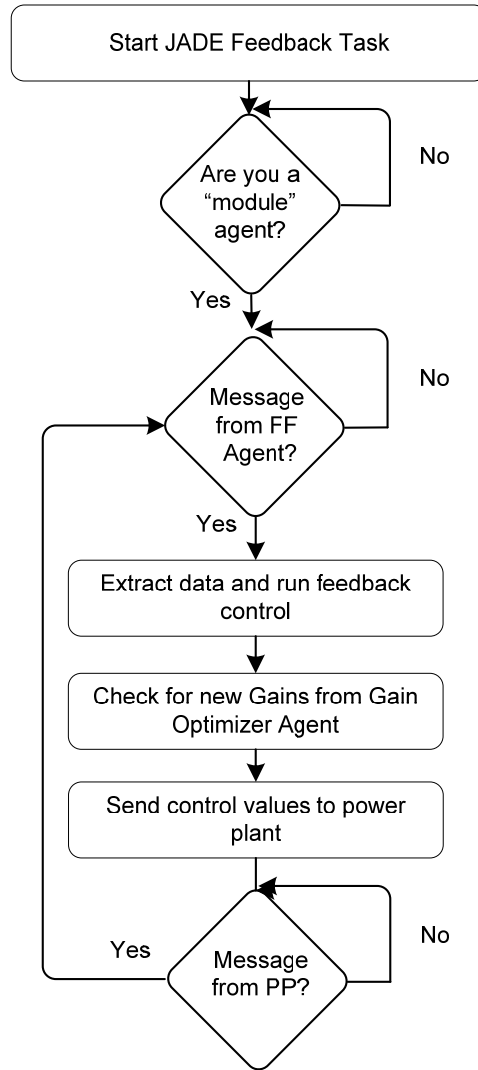 Start JADE Feedback Task
Are you a
“module”
agent?
No
Yes
Message
from FF
Agent?
No
Yes
Extract data and run feedback
control
Check for new Gains from Gain
Optimizer Agent
Send control values to power
plant
Message
from PP?
No
Yes